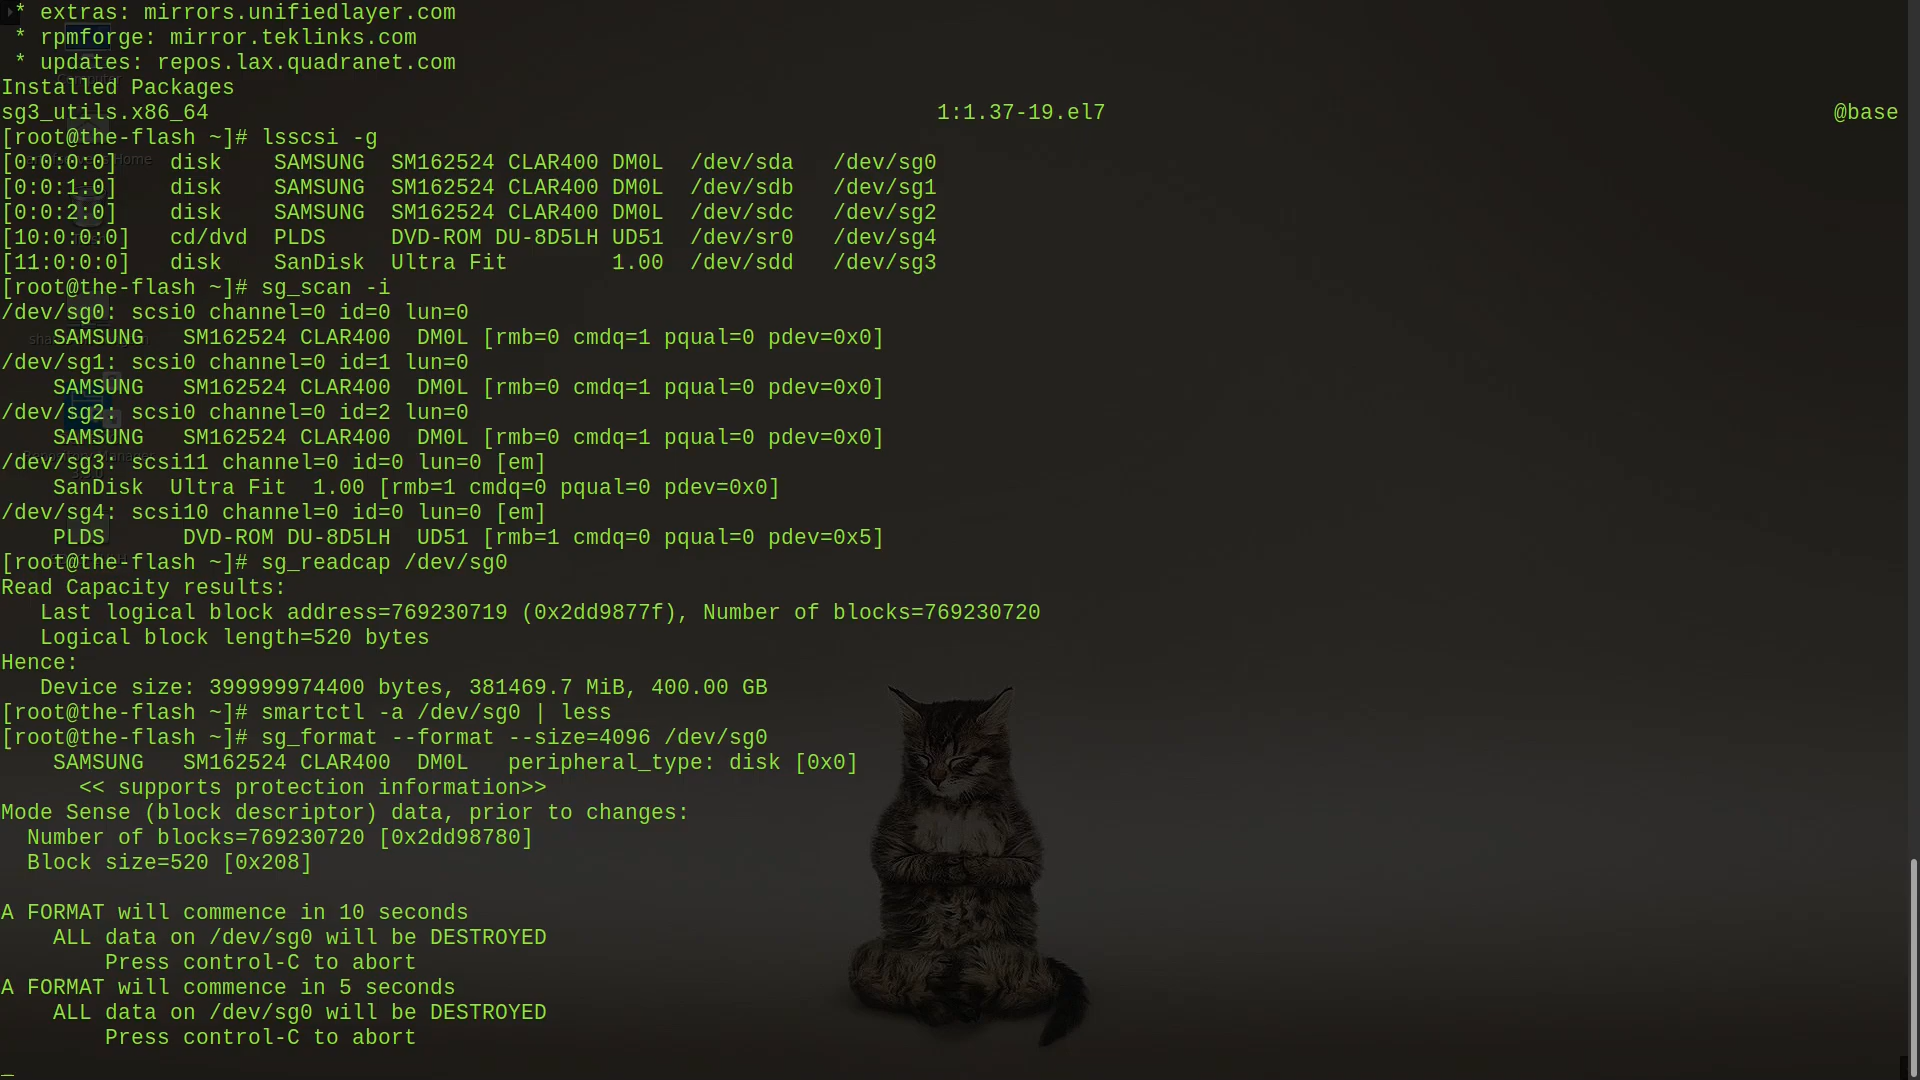 * extras: mirrors.unifiedlayer.com
* rpmforge: mirror.teklinks.com
* updates: repos.lax.quadranet.com
Installed Packages
sg3_utils.x86_64 1:1.37-19.el7 @base
[root@the-flash ~]# lsscsi -g
[0:0:0:0] disk SAMSUNG SM162524 CLAR400 DM0L /dev/sda /dev/sg0
[0:0:1:0] disk SAMSUNG SM162524 CLAR400 DM0L /dev/sdb /dev/sg1
[0:0:2:0] disk SAMSUNG SM162524 CLAR400 DM0L /dev/sdc /dev/sg2
[10:0:0:0] cd/dvd PLDS DVD-ROM DU-8D5LH UD51 /dev/sr0 /dev/sg4
[11:0:0:0] disk SanDisk Ultra Fit 1.00 /dev/sdd /dev/sg3
[root@the-flash ~]# sg_scan -i
/dev/sg0: scsi0 channel=0 id=0 lun=0
SAMSUNG SM162524 CLAR400 DM0L [rmb=0 cmdq=1 pqual=0 pdev=0x0]
/dev/sg1: scsi0 channel=0 id=1 lun=0
SAMSUNG SM162524 CLAR400 DM0L [rmb=0 cmdq=1 pqual=0 pdev=0x0]
/dev/sg2: scsi0 channel=0 id=2 lun=0
SAMSUNG SM162524 CLAR400 DM0L [rmb=0 cmdq=1 pqual=0 pdev=0x0]
/dev/sg3: scsi11 channel=0 id=0 lun=0 [em]
SanDisk Ultra Fit 1.00 [rmb=1 cmdq=0 pqual=0 pdev=0x0]
/dev/sg4: scsi10 channel=0 id=0 lun=0 [em]
PLDS DVD-ROM DU-8D5LH UD51 [rmb=1 cmdq=0 pqual=0 pdev=0x5]
[root@the-flash ~]# sg_readcap /dev/sg0
Read Capacity results:
Last logical block address=769230719 (0x2dd9877f), Number of blocks=769230720
Logical block length=520 bytes
Hence:
Device size: 399999974400 bytes, 381469.7 MiB, 400.00 GB
[root@the-flash ~]# smartctl -a /dev/sg0 | less
[root@the-flash ~]# sg_format --format --size=4096 /dev/sg0
SAMSUNG SM162524 CLAR400 DM0L peripheral_type: disk [0x0]
<< supports protection information>>
Mode Sense (block descriptor) data, prior to changes:
Number of blocks=769230720 [0x2dd98780]
Block size=520 [0x208]
A FORMAT will commence in 10 seconds
ALL data on /dev/sg0 will be DESTROYED
Press control-C to abort
A FORMAT will commence in 5 seconds
ALL data on /dev/sg0 will be DESTROYED
Press control-C to abort